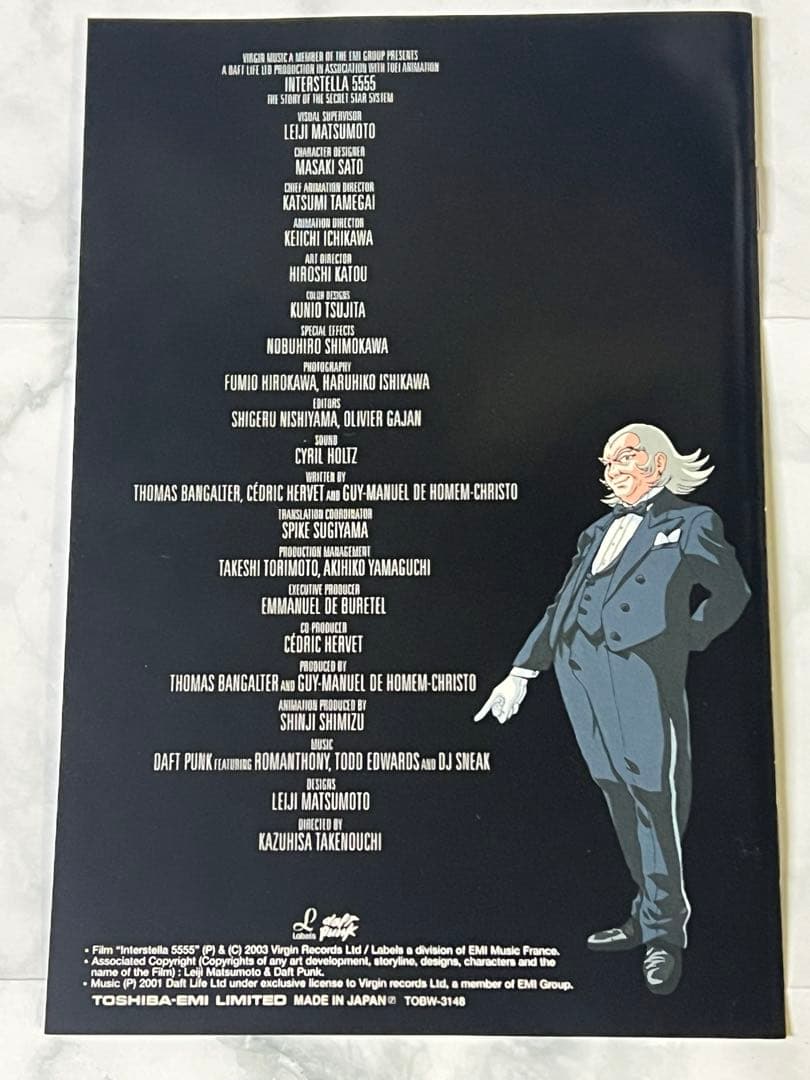 VIRGIN MUSIC A MEMBER OF THE EMI GROUP PRESENTS
A DAFT LIFE LTD PRODUCTION IN ASSOCIATION WITH TOEI ANIMATION
INTERSTELLA 5555
THE STORY OF THE SECRET STAR SYSTEM
VISUAL SUPERVISOR
LEIJI MATSUMOTO
CHARACTER DESIGNER
MASAKI SATO
CHIEF ANIMATION DIRECTOR
KATSUMI TAMEGAI
ANIMATION DIRECTOR
KEIICHI ICHIKAWA
ART DIRECTOR
HIROSHI KATOU
COLOR DESIGNS
KUNIO TSUJITA
SPECIAL EFFECTS
NOBUHIRO SHIMOKAWA
PHOTOGRAPHY
FUMIO HIROKAWA, HARUHIKO ISHIKAWA
EDITORS
SHIGERU NISHIYAMA, OLIVIER GAJAN
SOUND
CYRIL HOLTZ
WRITTEN BY
THOMAS BANGALTER, CÉDRIC HERVET AND GUY-MANUEL DE HOMEM-CHRISTO
TRANSLATION COORDINATOR
SPIKE SUGIYAMA
PRODUCTION MANAGEMENT
TAKESHI TORIMOTO, AKIHIKO YAMAGUCHI
EXECUTIVE PRODUCER
EMMANUEL DE BURETEL
CO PRODUCER
CÉDRIC HERVET
PRODUCED BY
THOMAS BANGALTER AND GUY-MANUEL DE HOMEM-CHRISTO
ANIMATION PRODUCED BY
SHINJI SHIMIZU
MUSIC
DAFT PUNK FEATURING ROMANTHONY, TODD EDWARDS AND DJ SNEAK
DESIGNS
LEIJI MATSUMOTO
DIRECTED BY
KAZUHISA TAKENOUCHI
L Labels daft punk
• Film "Interstella 5555" (P) & (C) 2003 Virgin Records Ltd / Labels a division of EMI Music France.
• Associated Copyright (Copyrights of any art development, storyline, designs, characters and the
name of the Film) : Leiji Matsumoto & Daft Punk.
• Music (P) 2001 Daft Life Ltd under exclusive license to Virgin records Ltd, a member of EMI Group.
TOSHIBA-EMI LIMITED MADE IN JAPAN TOBW-3148